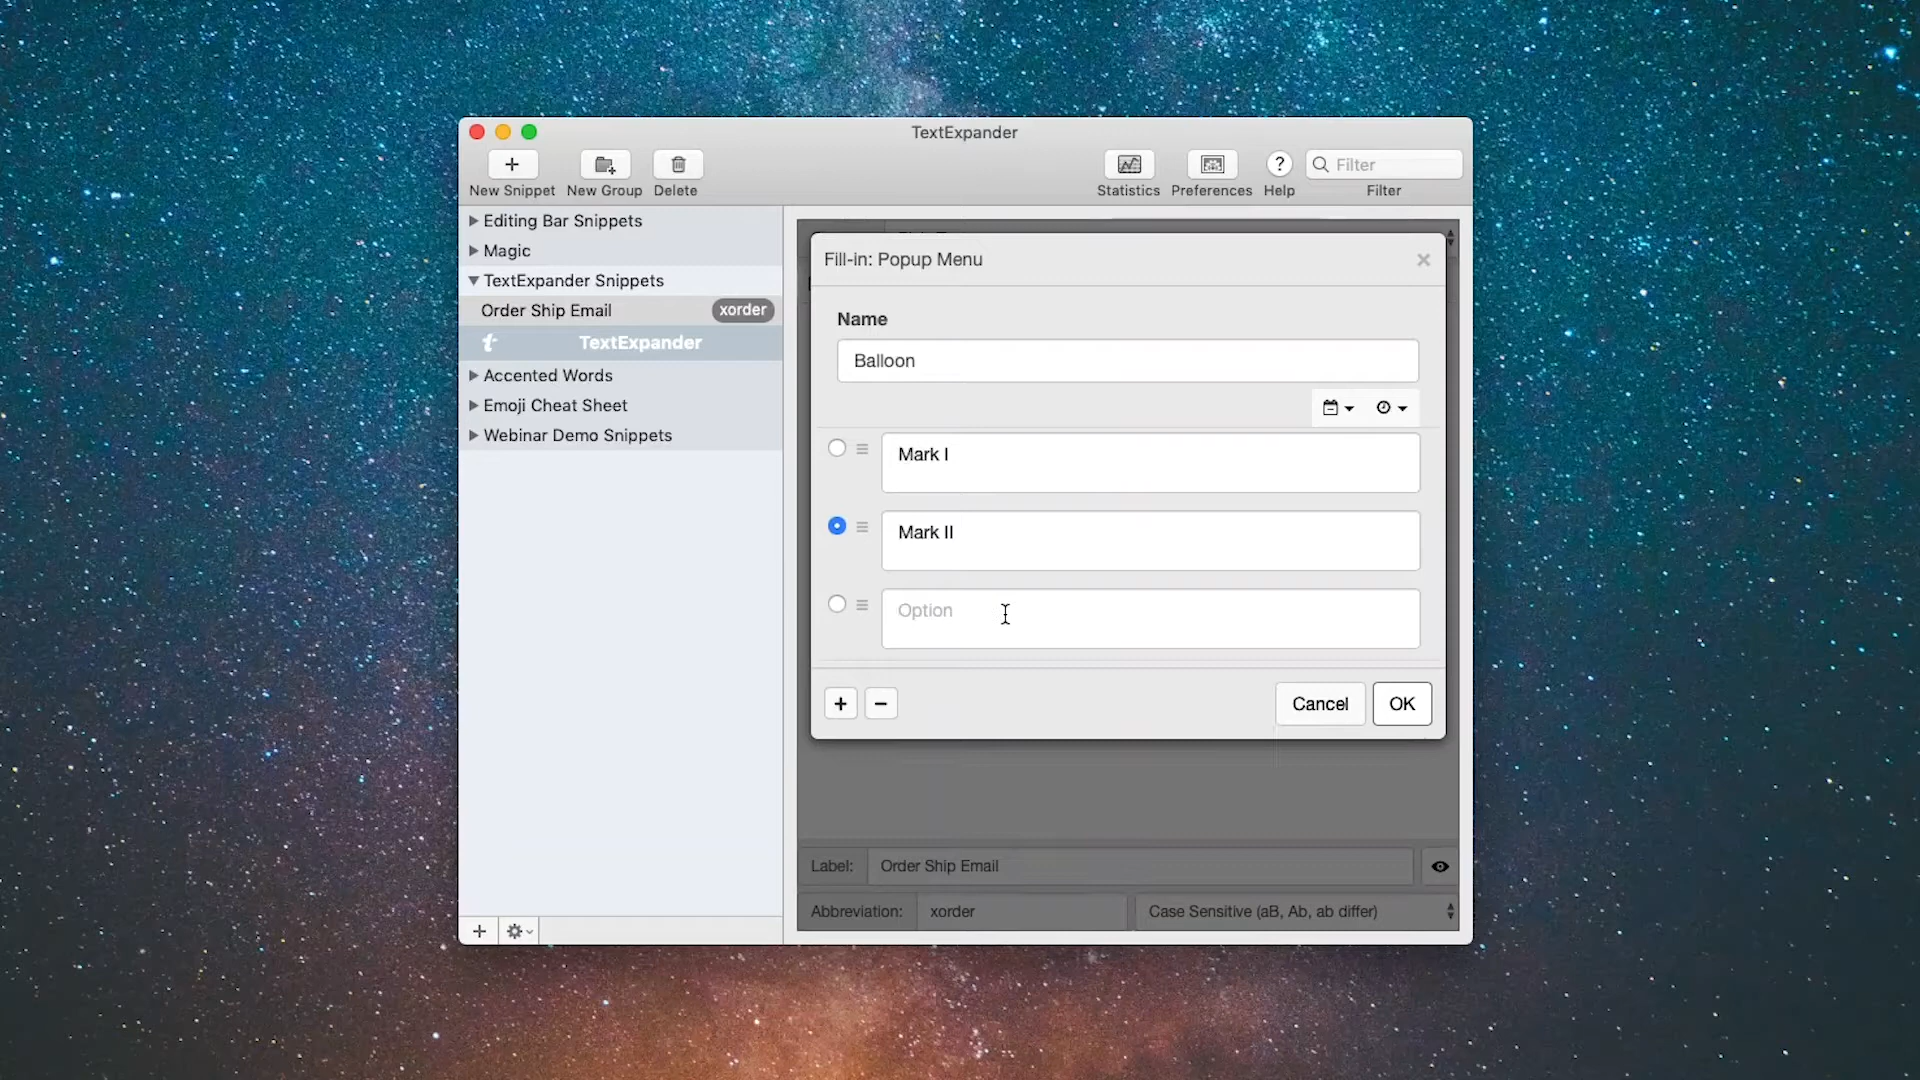 TextExpander
New Snippet
New Group
Delete
Statistics
Preferences
Help
Filter
Filter
Editing Bar Snippets
Magic
TextExpander Snippets
Order Ship Email
xorder
TextExpander
Accented Words
Emoji Cheat Sheet
Webinar Demo Snippets
Fill-in: Popup Menu
Name
Balloon
Mark I
Mark II
Option
Cancel
OK
Label:
Order Ship Email
Abbreviation:
xorder
Case Sensitive (aB, Ab, ab differ)